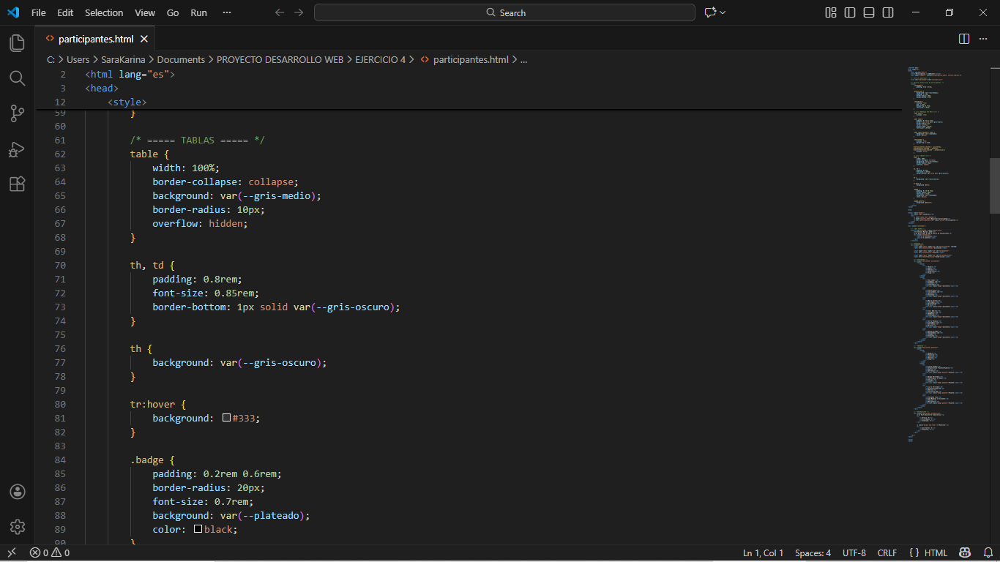 File Edit Selection View Go Run ··· Search
participantes.html
C: > Users > SaraKarina > Documents > PROYECTO DESARROLLO WEB > EJERCICIO 4 > participantes.html > ...
2 <html lang="es">
3 <head>
12 <style>
59 }
60
61 /* ===== TABLAS ===== */
62 table {
63 width: 100%;
64 border-collapse: collapse;
65 background: var(--gris-medio);
66 border-radius: 10px;
67 overflow: hidden;
68 }
69
70 th, td {
71 padding: 0.8rem;
72 font-size: 0.85rem;
73 border-bottom: 1px solid var(--gris-oscuro);
74 }
75
76 th {
77 background: var(--gris-oscuro);
78 }
79
80 tr:hover {
81 background: #333;
82 }
83
84 .badge {
85 padding: 0.2rem 0.6rem;
86 border-radius: 20px;
87 font-size: 0.7rem;
88 background: var(--plateado);
89 color: black;
90 }
0 0 Ln 1, Col 1 Spaces: 4 UTF-8 CRLF {} HTML